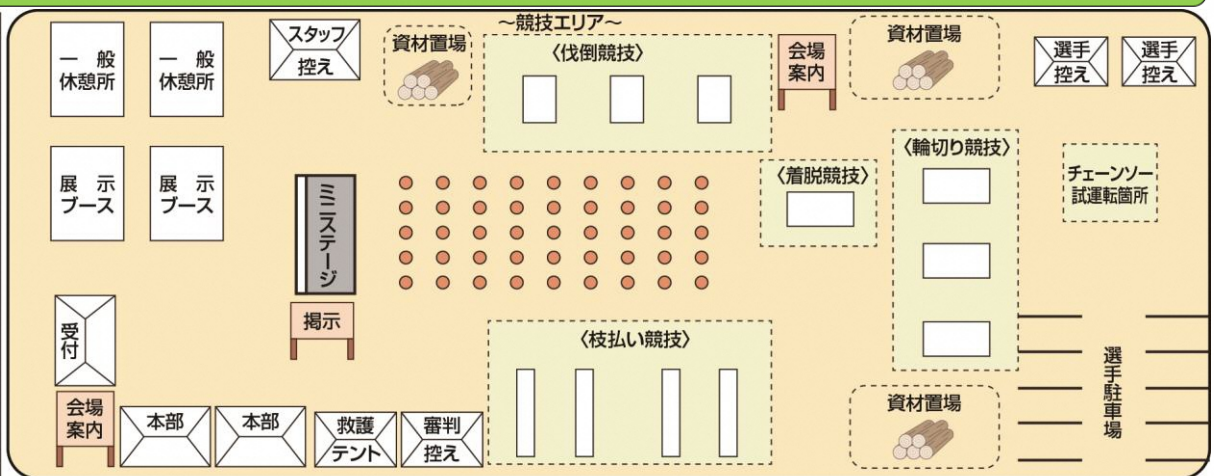 ～競技エリア～
一 般
休憩所
一 般
休憩所
スタッフ
控え
資材置場
〈伐倒競技〉
会場
案内
資材置場
選手
控え
選手
控え
展 示
ブース
展 示
ブース
ミニステージ
〈着脱競技〉
〈輪切り競技〉
チェーンソー
試運転箇所
受付
掲示
〈枝払い競技〉
選手駐車場
会場
案内
本部
本部
救護
テント
審判
控え
資材置場